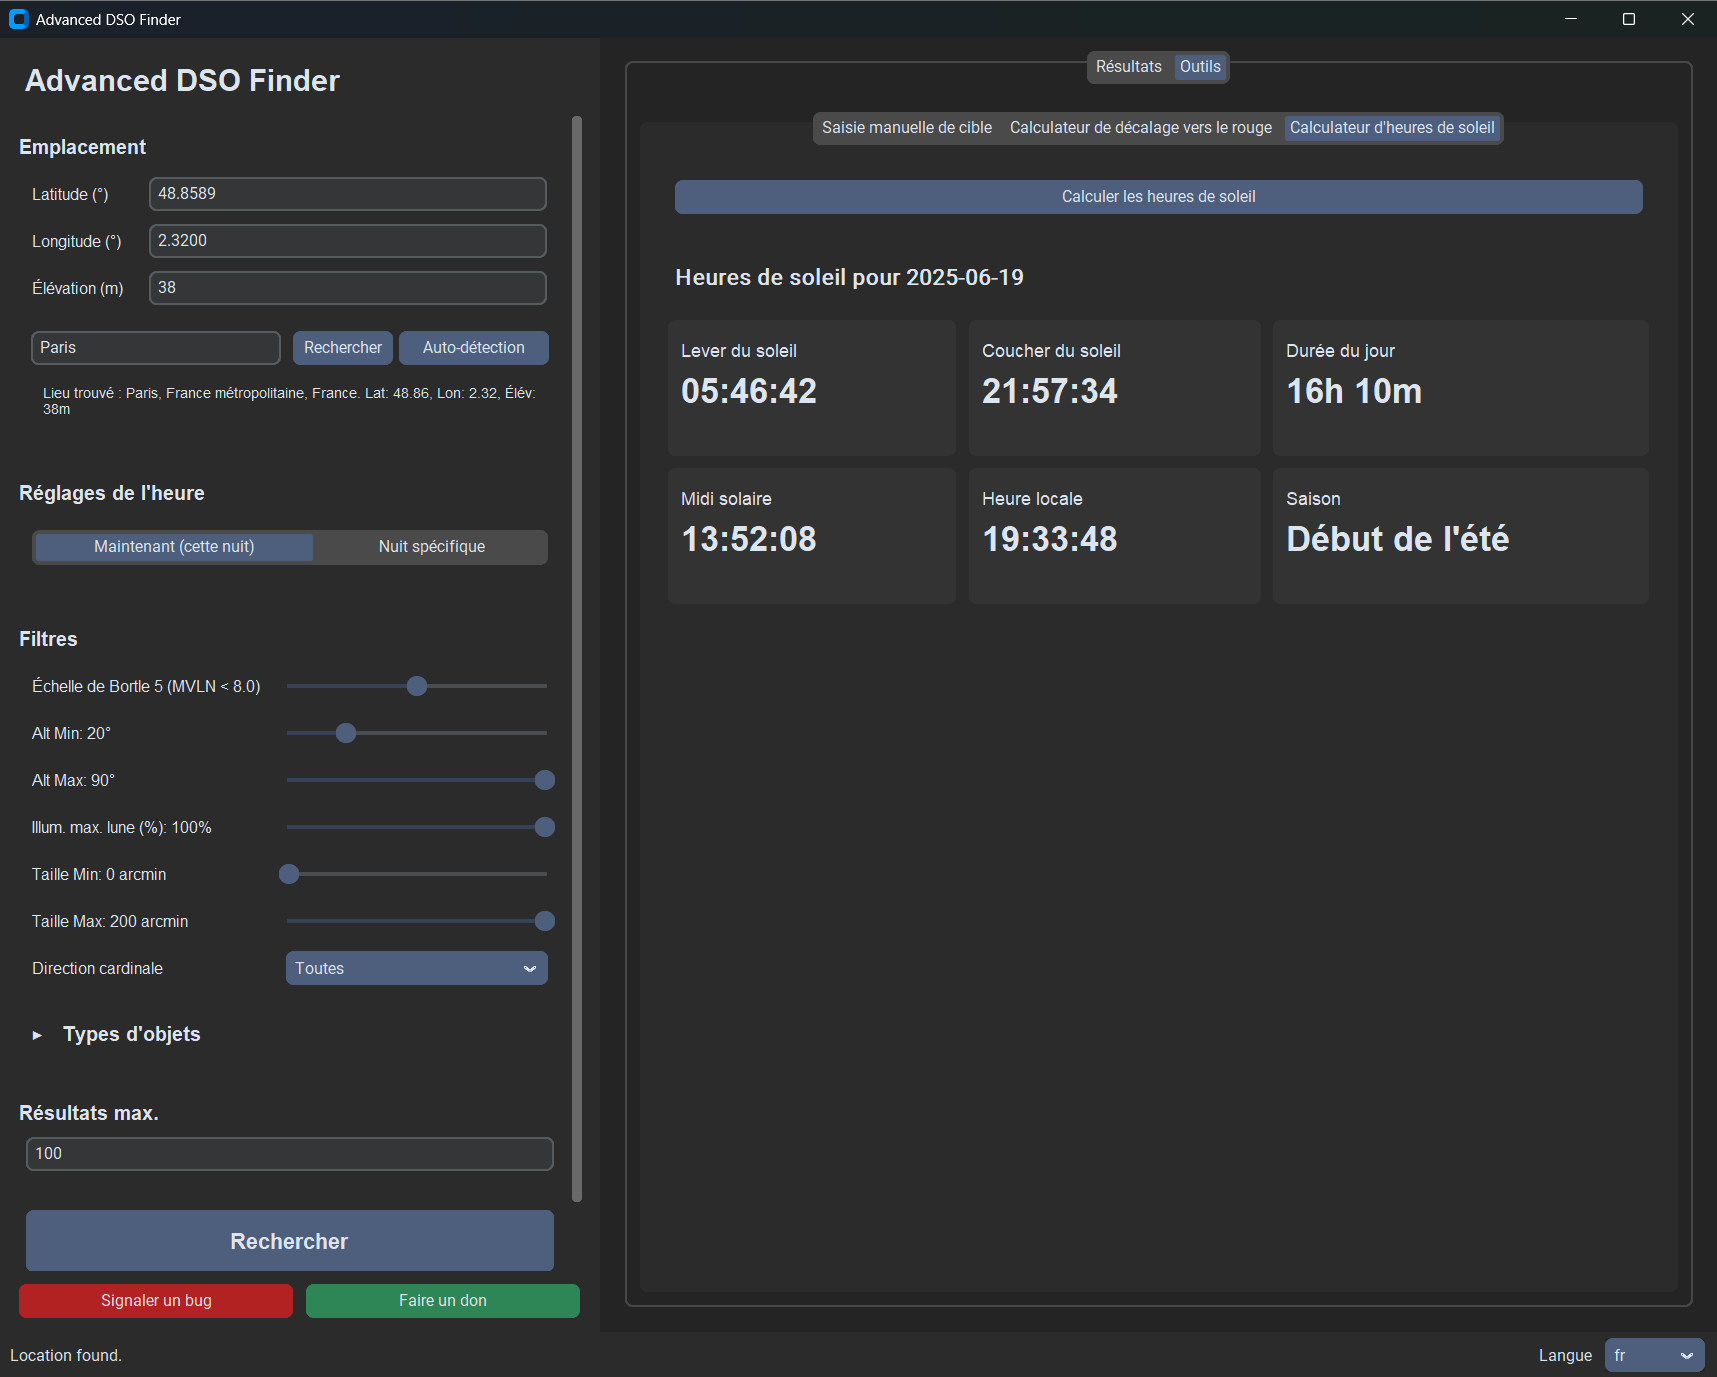 Advanced DSO Finder
Advanced DSO Finder
Emplacement
Latitude (°) 48.8589
Longitude (°) 2.3200
Élévation (m) 38
Paris Rechercher Auto-détection
Lieu trouvé : Paris, France métropolitaine, France. Lat: 48.86, Lon: 2.32, Élév:
38m
Réglages de l'heure
Maintenant (cette nuit) Nuit spécifique
Filtres
Échelle de Bortle 5 (MVLN < 8.0)
Alt Min: 20°
Alt Max: 90°
Illum. max. lune (%): 100%
Taille Min: 0 arcmin
Taille Max: 200 arcmin
Direction cardinale Toutes
Types d'objets
Résultats max.
100
Rechercher
Signaler un bug Faire un don
Résultats Outils
Saisie manuelle de cible Calculateur de décalage vers le rouge Calculateur d'heures de soleil
Calculer les heures de soleil
Heures de soleil pour 2025-06-19
Lever du soleil
05:46:42
Coucher du soleil
21:57:34
Durée du jour
16h 10m
Midi solaire
13:52:08
Heure locale
19:33:48
Saison
Début de l'été
Location found.
Langue fr